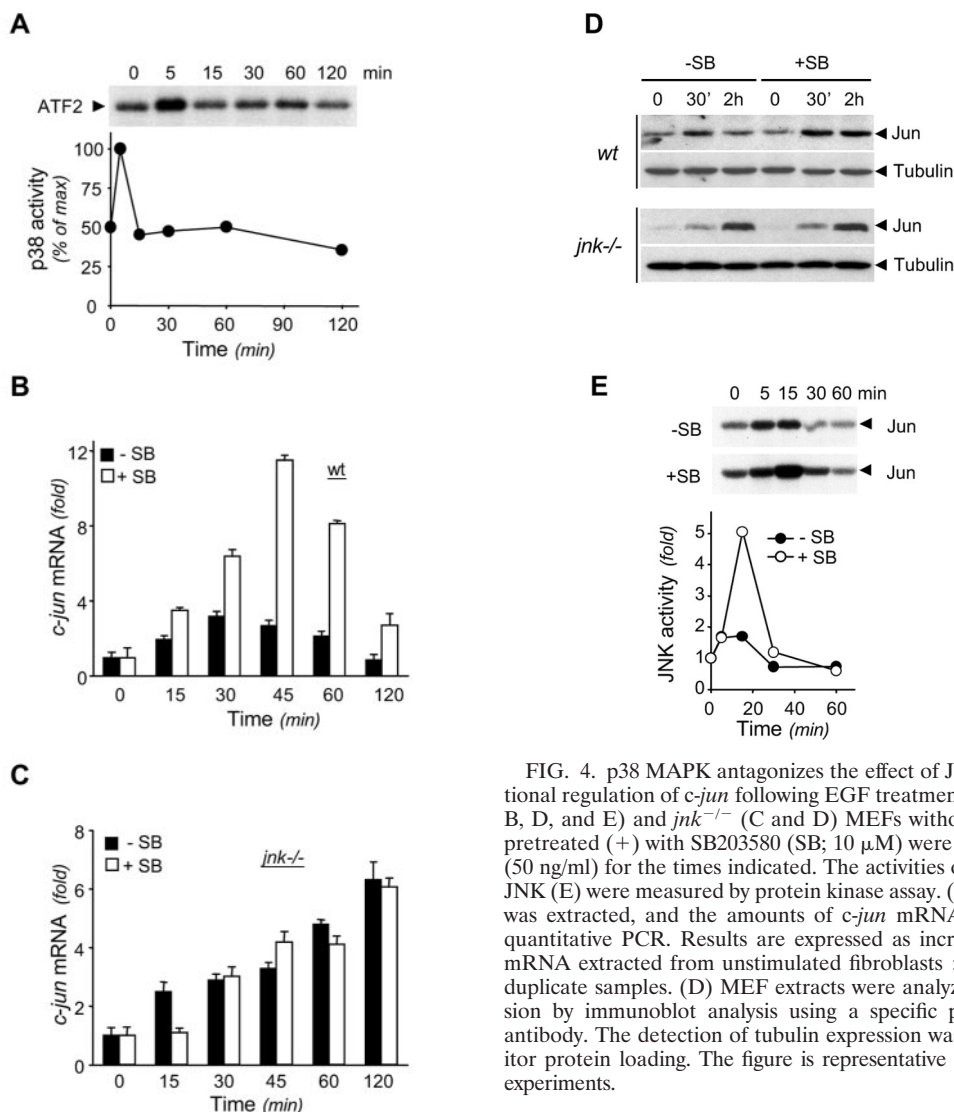 A
0 5 15 30 60 120 min
ATF2
p38 activity
(% of max)
100
75
50
25
0
0 30 60 90 120
Time (min)
B
- SB
+ SB
wt
c-jun mRNA (fold)
12
8
4
0
0 15 30 45 60 120
Time (min)
C
- SB
+ SB
jnk-/-
c-jun mRNA (fold)
8
6
4
2
0
0 15 30 45 60 120
Time (min)
D
-SB +SB
0 30' 2h 0 30' 2h
wt
Jun
Tubulin
jnk-/-
Jun
Tubulin
E
0 5 15 30 60 min
-SB Jun
+SB Jun
- SB
+ SB
JNK activity (fold)
5
4
3
2
1
0
0 20 40 60
Time (min)
FIG. 4. p38 MAPK antagonizes the effect of J
tional regulation of c-jun following EGF treatment
B, D, and E) and jnk−/− (C and D) MEFs witho
pretreated (+) with SB203580 (SB; 10 μM) were
(50 ng/ml) for the times indicated. The activities o
JNK (E) were measured by protein kinase assay. (
was extracted, and the amounts of c-jun mRNA
quantitative PCR. Results are expressed as incr
mRNA extracted from unstimulated fibroblasts
duplicate samples. (D) MEF extracts were analyz
sion by immunoblot analysis using a specific p
antibody. The detection of tubulin expression wa
itor protein loading. The figure is representative
experiments.